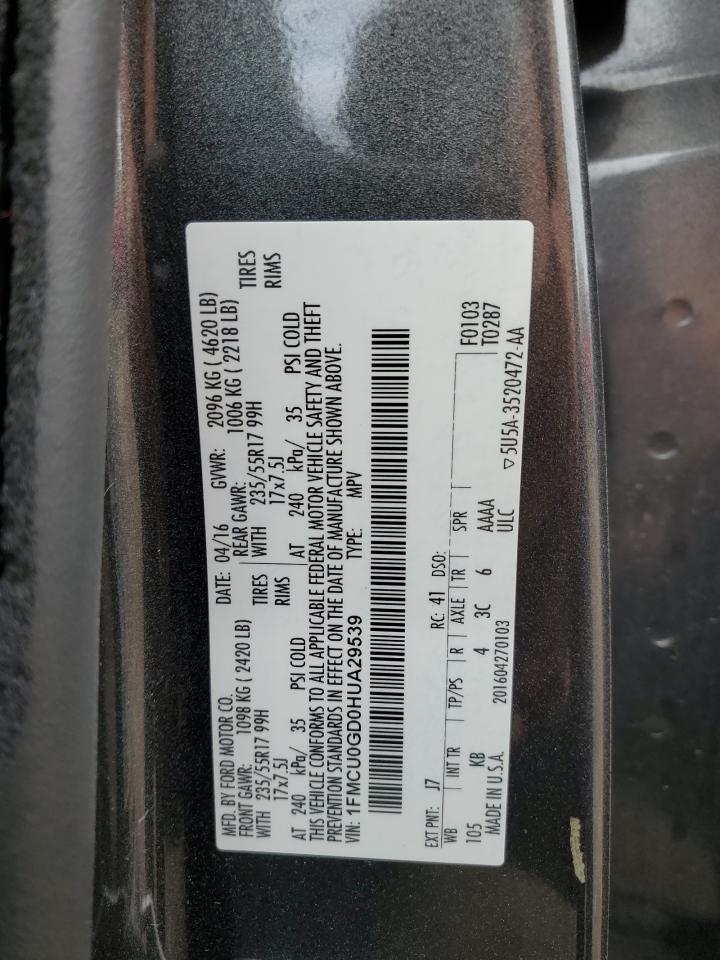 MFD. BY FORD MOTOR CO. DATE: 04/16 GVWR: 2096 KG ( 4620 LB)
FRONT GAWR: 1098 KG ( 2420 LB) REAR GAWR: 1006 KG ( 2218 LB)
WITH 235/55R17 99H TIRES WITH 235/55R17 99H TIRES
17x7.5J RIMS 17x7.5J RIMS
AT 240 kPa/ 35 PSI COLD AT 240 kPa/ 35 PSI COLD
THIS VEHICLE CONFORMS TO ALL APPLICABLE FEDERAL MOTOR VEHICLE SAFETY AND THEFT
PREVENTION STANDARDS IN EFFECT ON THE DATE OF MANUFACTURE SHOWN ABOVE.
VIN: 1FMCU0GD0HUA29539 TYPE: MPV
EXT PNT: J7 RC: 41 DSO: F0103
WB INT TR TP/PS R AXLE TR SPR T0287
105 KB 4 3C 6 AAAA
MADE IN U.S.A. 201604270103 ULC ▽5U5A-3520472-AA